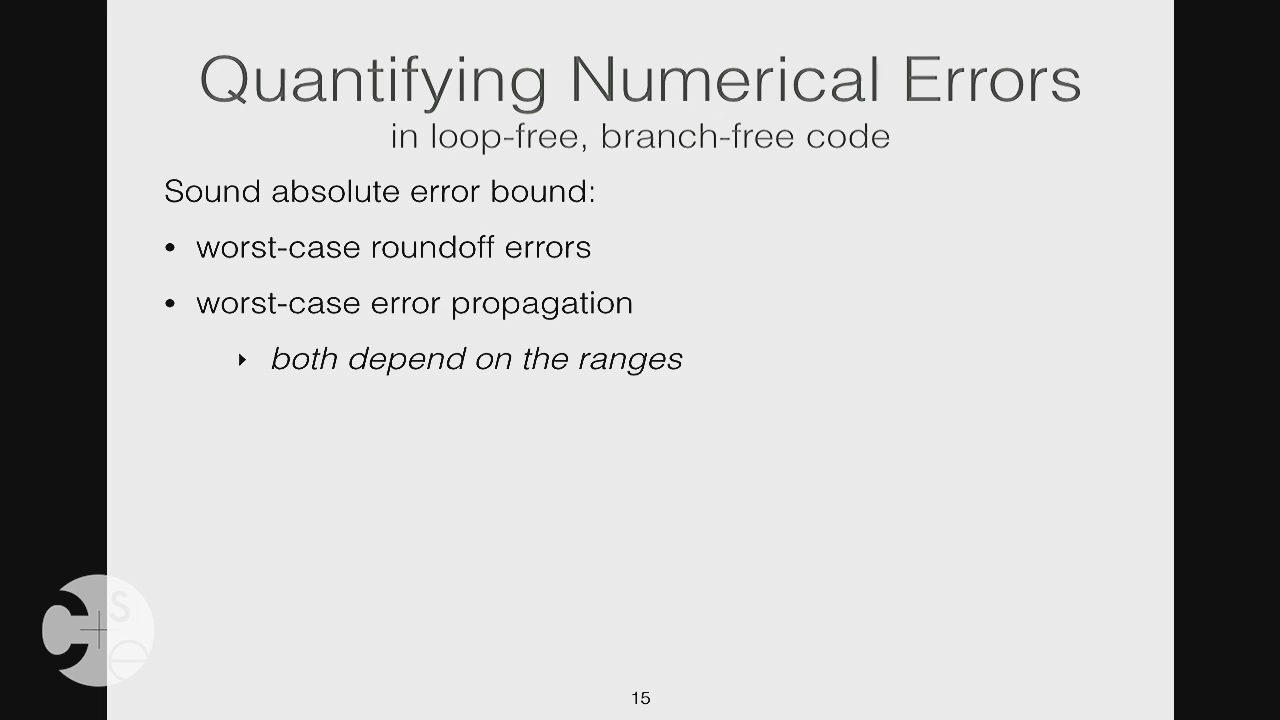 Quantifying Numerical Errors
in loop-free, branch-free code
Sound absolute error bound:
• worst-case roundoff errors
• worst-case error propagation
‣ both depend on the ranges
C+se
15